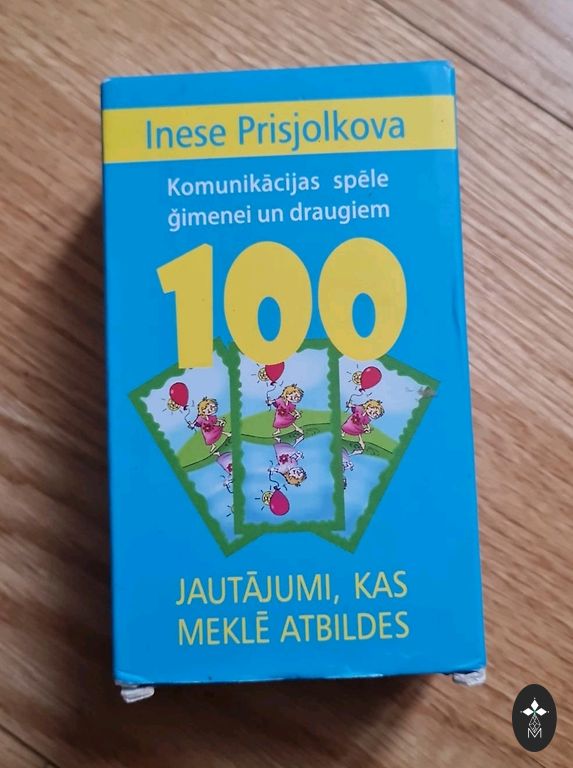 Inese Prisjolkova
Komunikācijas spēle
ģimenei un draugiem
100
JAUTĀJUMI, KAS
MEKLĒ ATBILDES
M